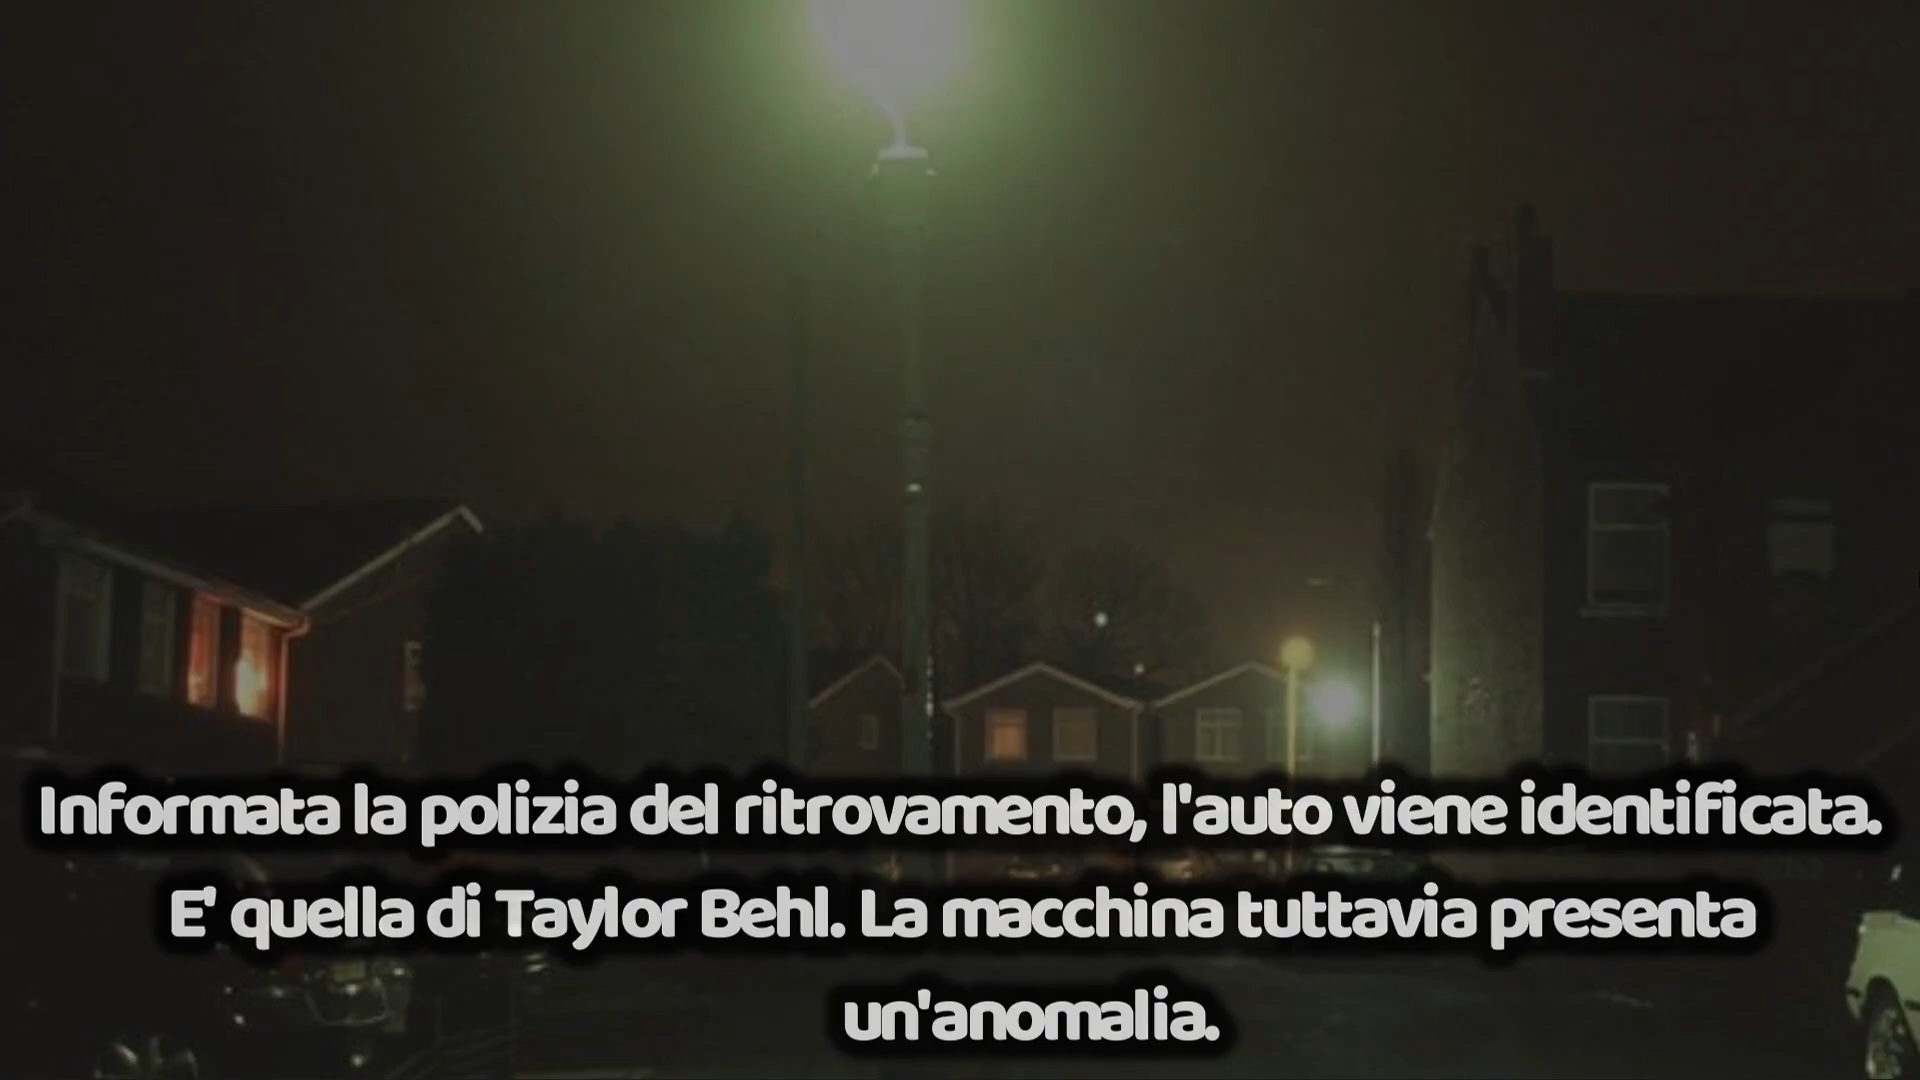 Informata la polizia del ritrovamento, l'auto viene identificata.
E' quella di Taylor Behl. La macchina tuttavia presenta
un'anomalia.